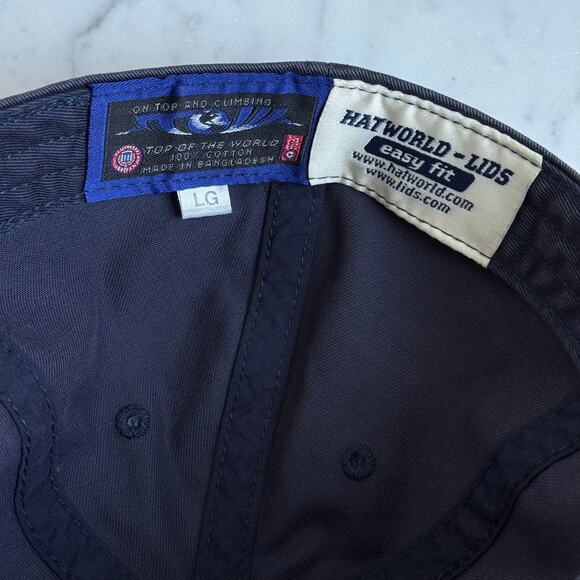 ON TOP AND CLIMBING...
TOP OF THE WORLD
100% COTTON
MADE IN BANGLADESH
LG
HATWORLD - LIDS
easy fit
www.hatworld.com
www.lids.com